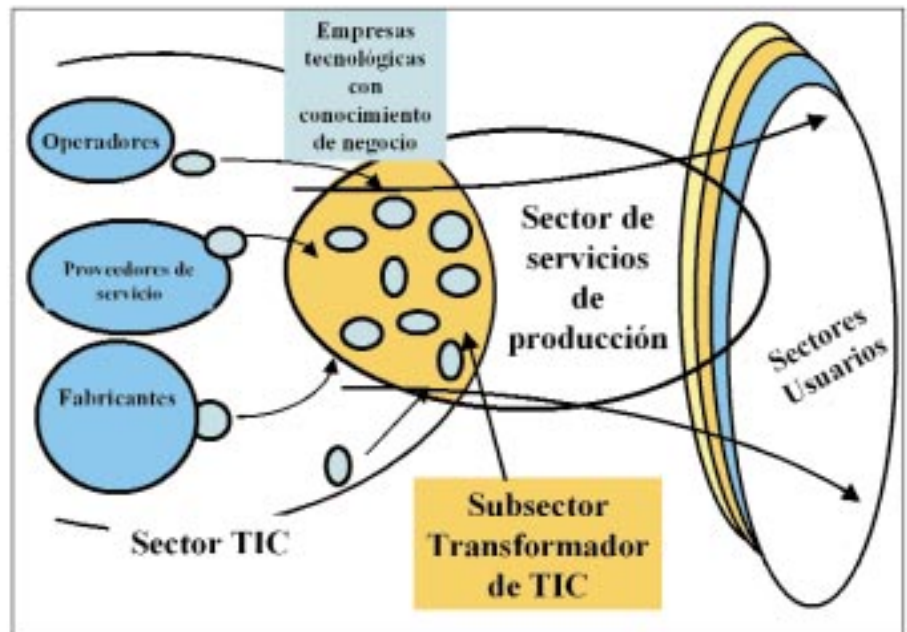 Empresas
tecnológicas
con
conocimiento
de negocio
Operadores
Proveedores de
servicio
Fabricantes
Sector de
servicios
de
producción
Sectores
Usuarios
Sector TIC
Subsector
Transformador
de TIC